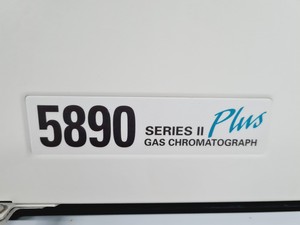 5890 SERIES II Plus
GAS CHROMATOGRAPH